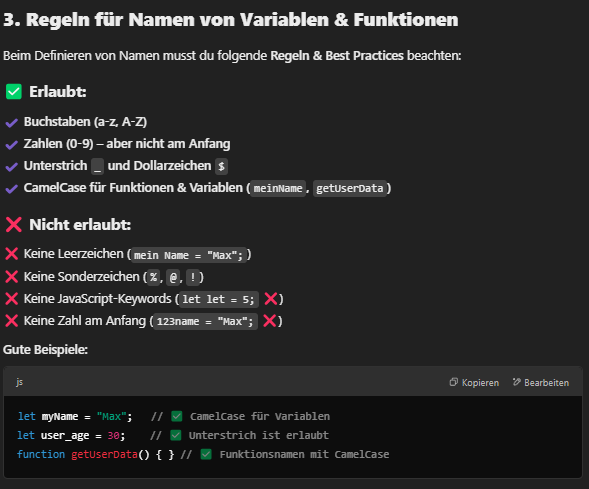 3. Regeln für Namen von Variablen & Funktionen
Beim Definieren von Namen musst du folgende Regeln & Best Practices beachten:
✅ Erlaubt:
✔ Buchstaben (a-z, A-Z)
✔ Zahlen (0-9) – aber nicht am Anfang
✔ Unterstrich _ und Dollarzeichen $
✔ CamelCase für Funktionen & Variablen (meinName, getUserData)
❌ Nicht erlaubt:
❌ Keine Leerzeichen (mein Name = "Max";)
❌ Keine Sonderzeichen (%, @, !)
❌ Keine JavaScript-Keywords (let let = 5; ❌)
❌ Keine Zahl am Anfang (123name = "Max"; ❌)
Gute Beispiele:
js Kopieren Bearbeiten
let myName = "Max"; // ✅ CamelCase für Variablen
let user_age = 30; // ✅ Unterstrich ist erlaubt
function getUserData() { } // ✅ Funktionsnamen mit CamelCase